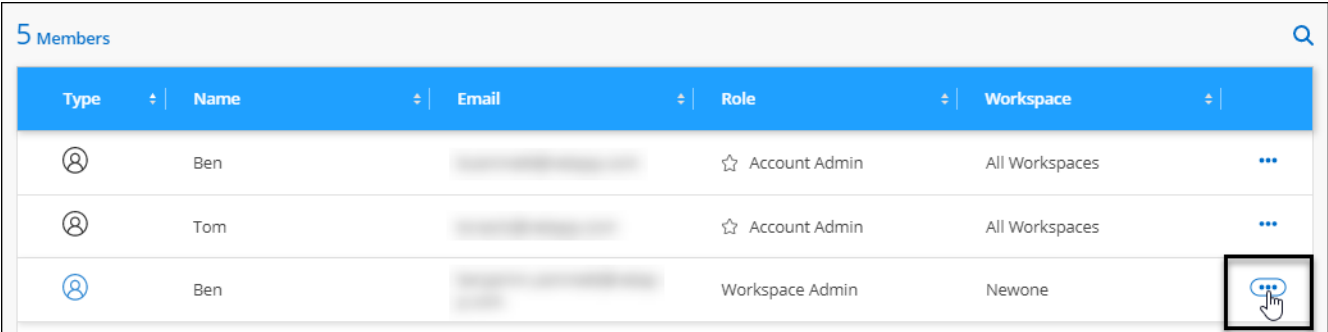 5 Members
Type Name Email Role Workspace
Ben Account Admin All Workspaces
Tom Account Admin All Workspaces
Ben Workspace Admin Newone